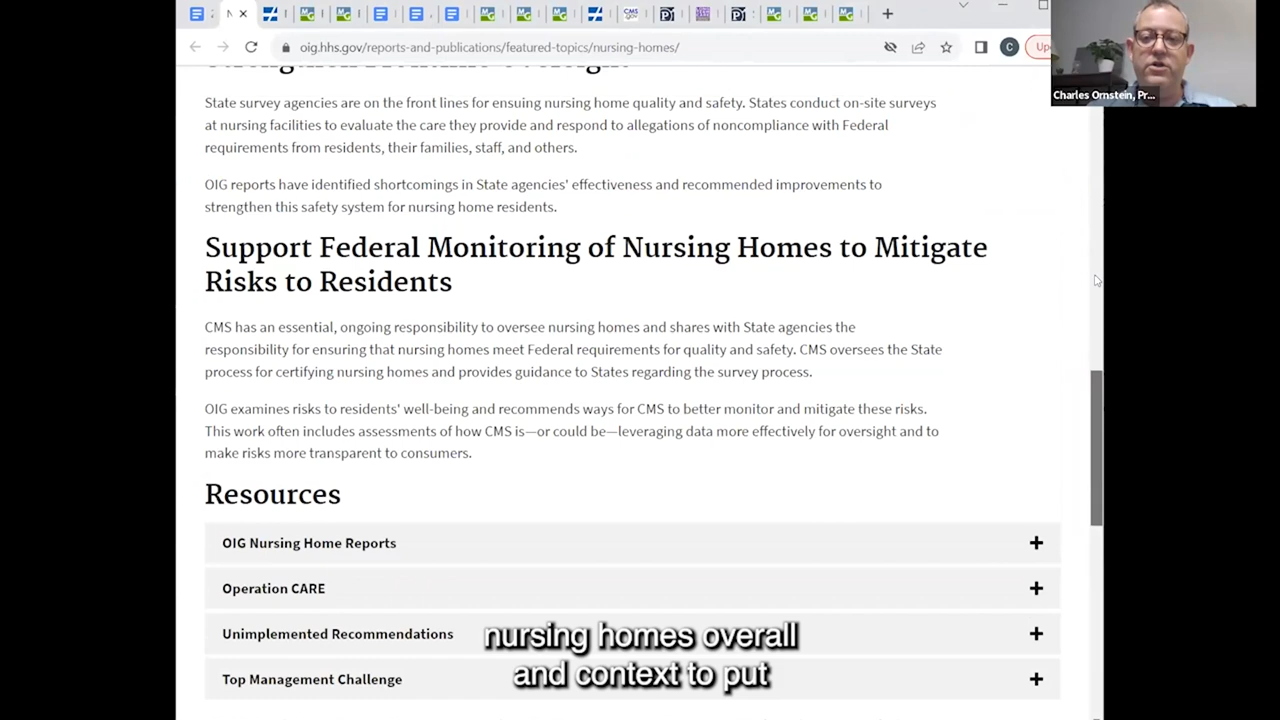 oig.hhs.gov/reports-and-publications/featured-topics/nursing-homes/
C
Charles Ornstein, Pr...
State survey agencies are on the front lines for ensuing nursing home quality and safety. States conduct on-site surveys
at nursing facilities to evaluate the care they provide and respond to allegations of noncompliance with Federal
requirements from residents, their families, staff, and others.
OIG reports have identified shortcomings in State agencies' effectiveness and recommended improvements to
strengthen this safety system for nursing home residents.
Support Federal Monitoring of Nursing Homes to Mitigate
Risks to Residents
CMS has an essential, ongoing responsibility to oversee nursing homes and shares with State agencies the
responsibility for ensuring that nursing homes meet Federal requirements for quality and safety. CMS oversees the State
process for certifying nursing homes and provides guidance to States regarding the survey process.
OIG examines risks to residents' well-being and recommends ways for CMS to better monitor and mitigate these risks.
This work often includes assessments of how CMS is—or could be—leveraging data more effectively for oversight and to
make risks more transparent to consumers.
Resources
OIG Nursing Home Reports
Operation CARE
Unimplemented Recommendations
nursing homes overall
and context to put
Top Management Challenge